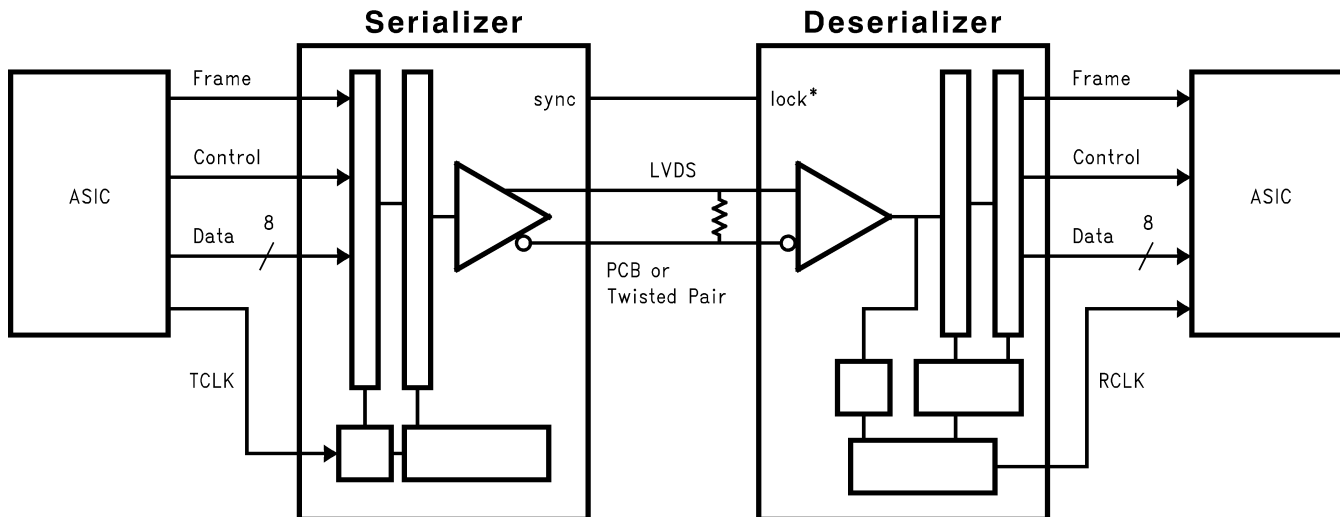 Serializer
Deserializer
Frame
Control
Data
8
TCLK
ASIC
sync
lock*
LVDS
PCB or
Twisted Pair
Frame
Control
Data
8
RCLK
ASIC